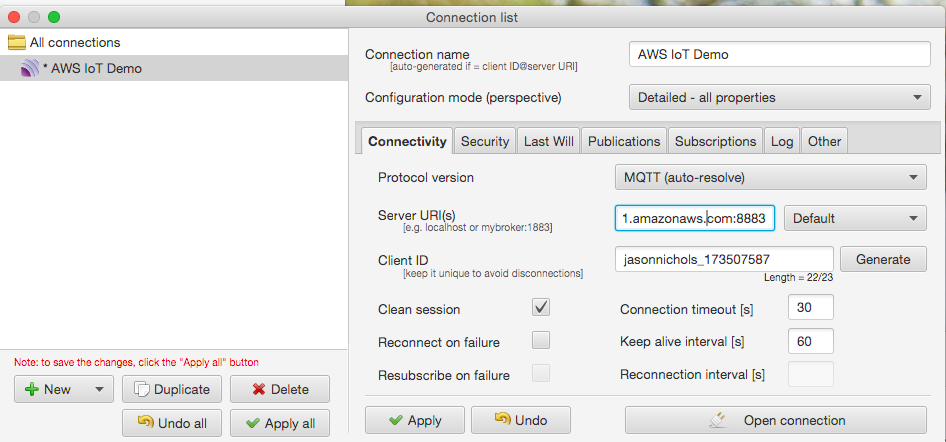 Connection list
All connections
* AWS IoT Demo
Note: to save the changes, click the "Apply all" button
New
Duplicate
Delete
Undo all
Apply all
Connection name
[auto-generated if = client ID@server URI]
AWS IoT Demo
Configuration mode (perspective)
Detailed - all properties
Connectivity Security Last Will Publications Subscriptions Log Other
Protocol version
MQTT (auto-resolve)
Server URI(s)
[e.g. localhost or mybroker:1883]
1.amazonaws.com:8883
Default
Client ID
[keep it unique to avoid disconnections]
jasonnichols_173507587
Generate
Length = 22/23
Clean session
Connection timeout [s]
30
Reconnect on failure
Keep alive interval [s]
60
Resubscribe on failure
Reconnection interval [s]
Apply
Undo
Open connection